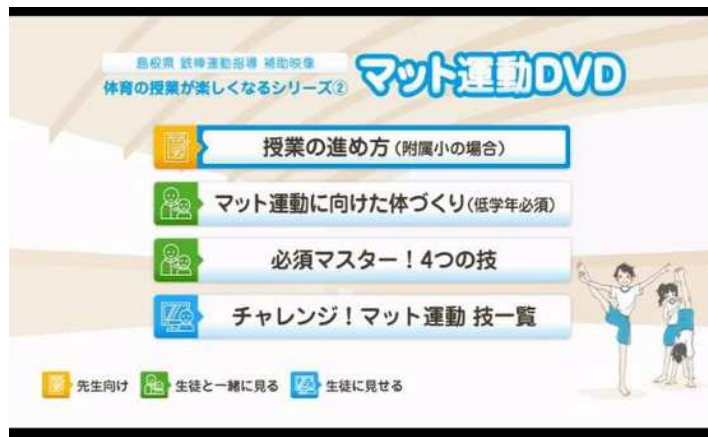 島根県 鉄棒運動指導 補助映像
体育の授業が楽しくなるシリーズ②
マット運動DVD
授業の進め方(附属小の場合)
マット運動に向けた体づくり(低学年必須)
必須マスター!4つの技
チャレンジ!マット運動 技一覧
先生向け 生徒と一緒に見る 生徒に見せる